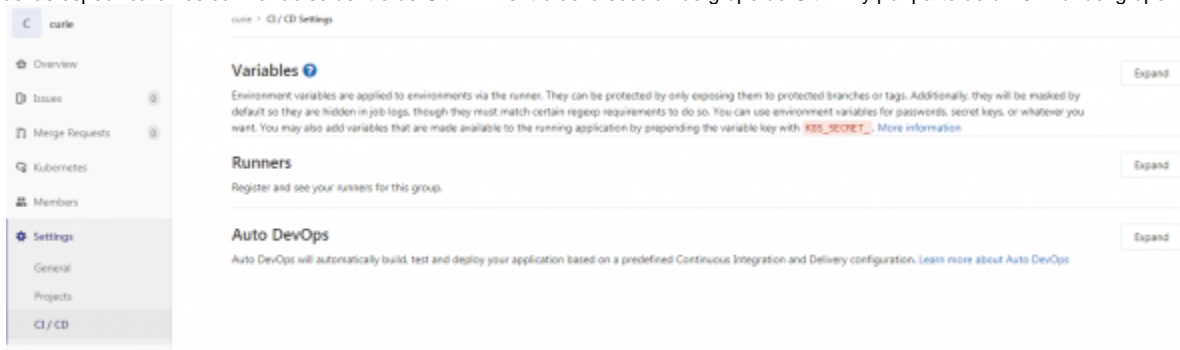 C curie
Overview
Issues 0
Merge Requests 0
Kubernetes
Members
Settings
General
Projects
CI / CD
curie > CI / CD Settings
Variables
Expand
Environment variables are applied to environments via the runner. They can be protected by only exposing them to protected branches or tags. Additionally, they will be masked by
default so they are hidden in job logs, though they must match certain regexp requirements to do so. You can use environment variables for passwords, secret keys, or whatever you
want. You may also add variables that are made available to the running application by prepending the variable key with K8S_SECRET_. More information
Runners
Expand
Register and see your runners for this group.
Auto DevOps
Expand
Auto DevOps will automatically build, test and deploy your application based on a predefined Continuous Integration and Delivery configuration. Learn more about Auto DevOps